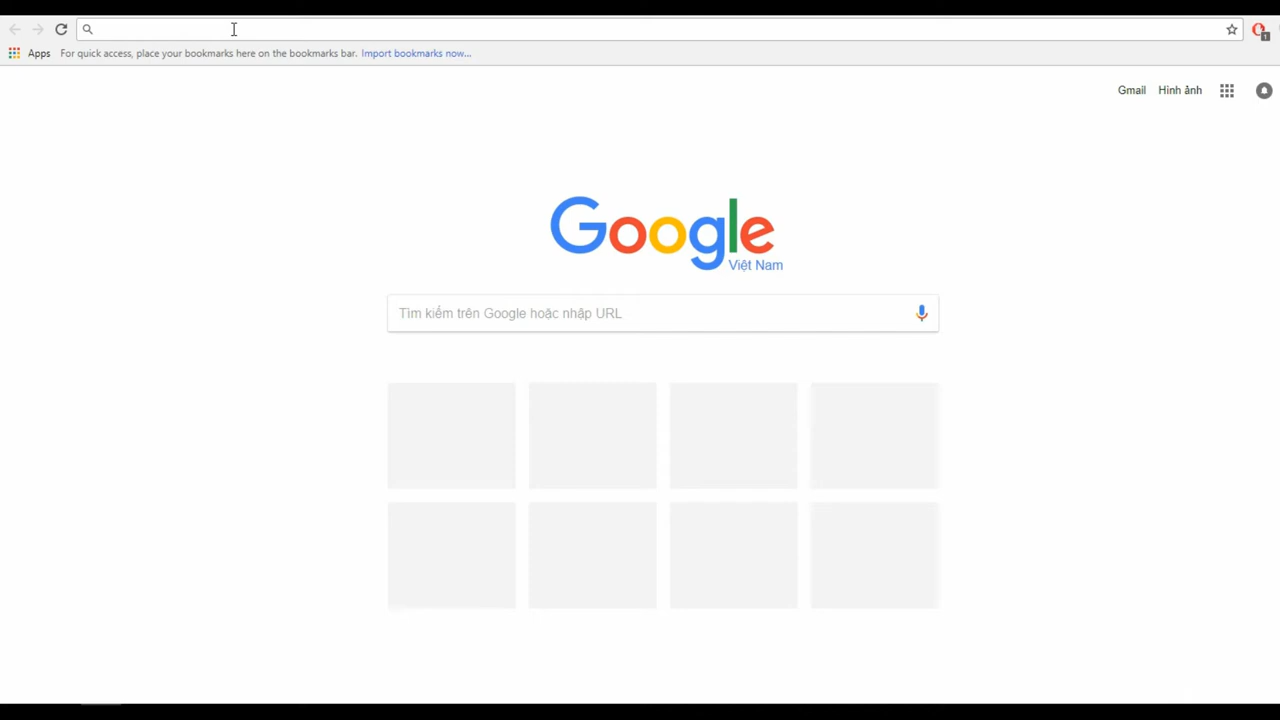 Apps For quick access, place your bookmarks here on the bookmarks bar. Import bookmarks now...
1
Gmail Hình ảnh
Google
Việt Nam
Tìm kiếm trên Google hoặc nhập URL